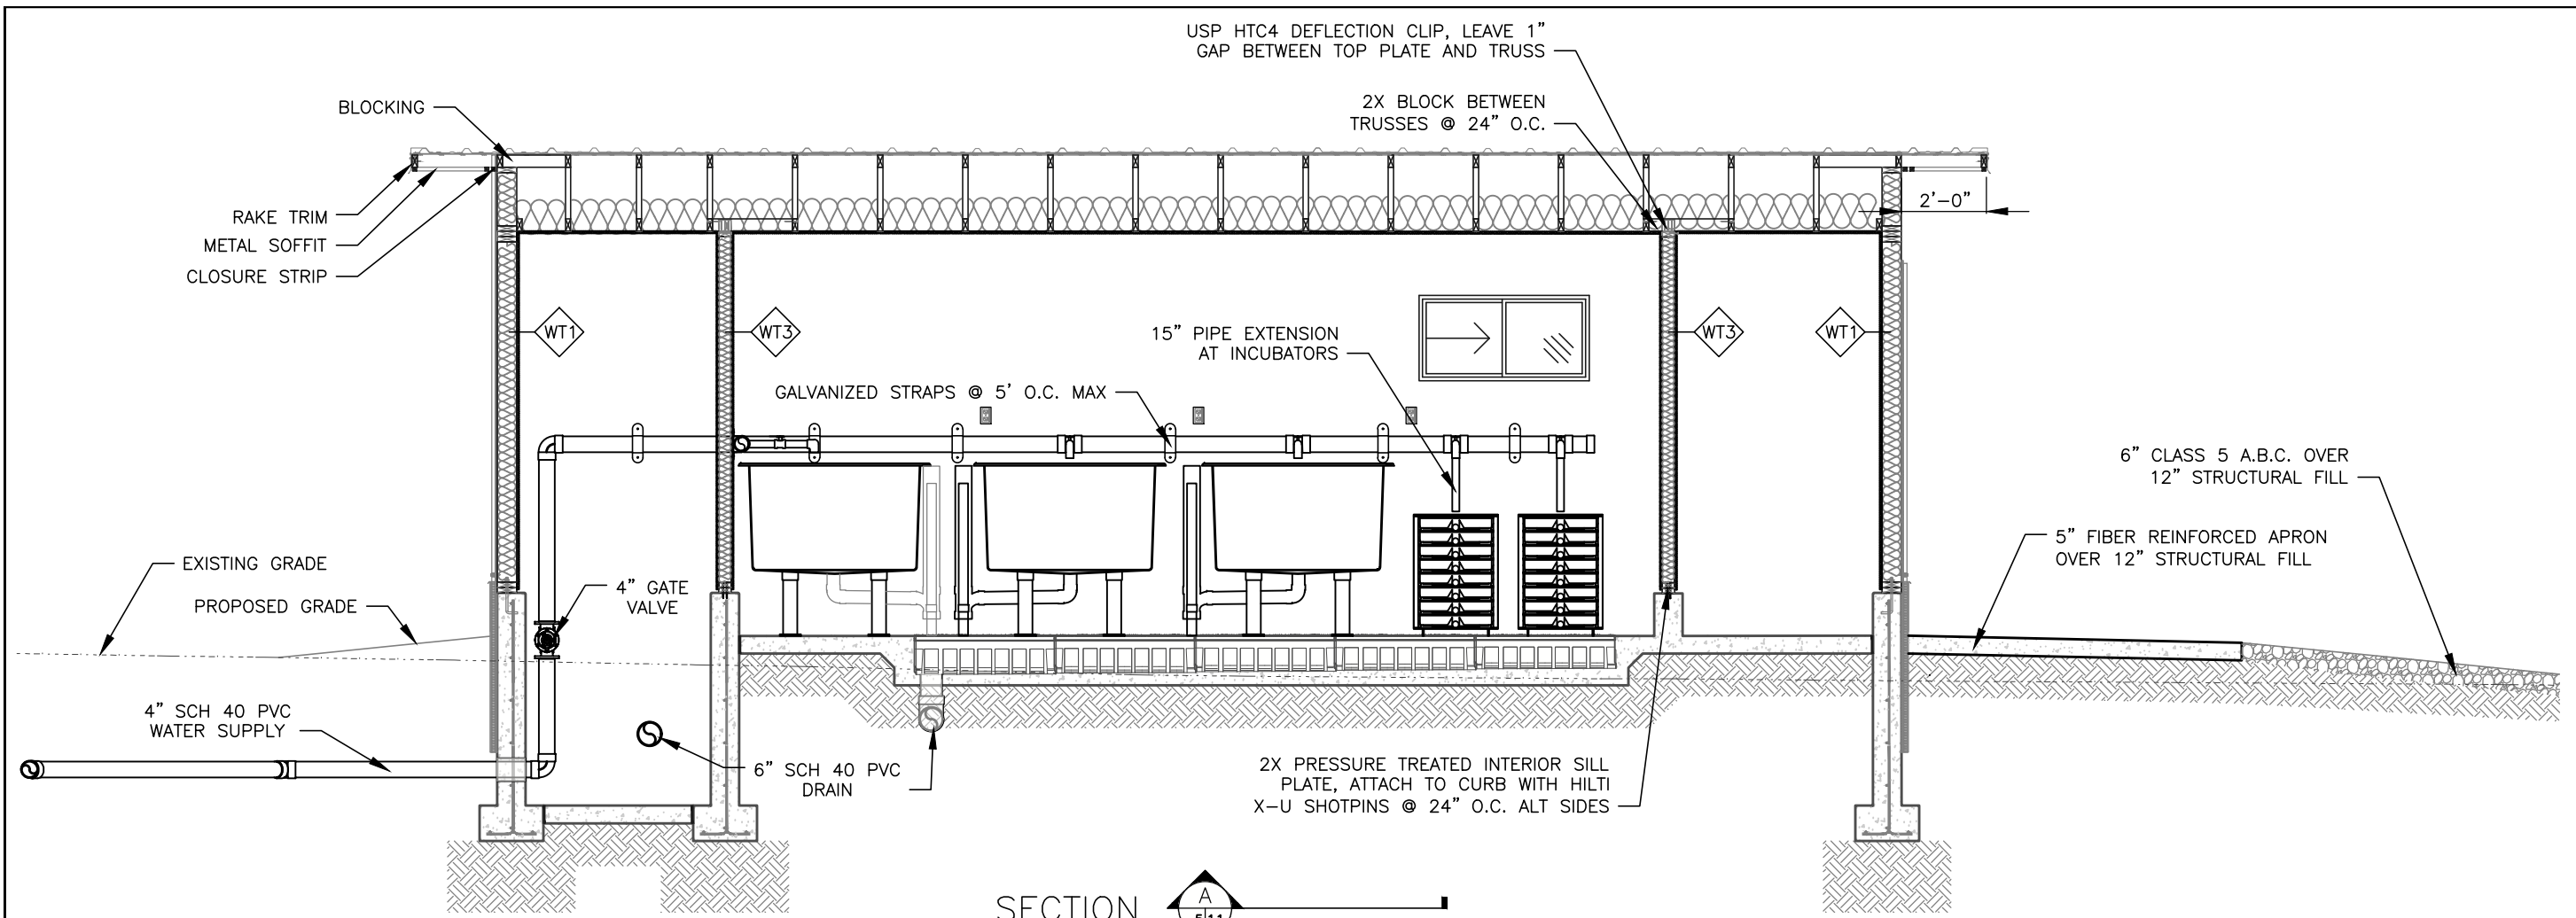 USP HTC4 DEFLECTION CLIP, LEAVE 1”
GAP BETWEEN TOP PLATE AND TRUSS
BLOCKING
2X BLOCK BETWEEN
TRUSSES @ 24” O.C.
RAKE TRIM
METAL SOFFIT
CLOSURE STRIP
2’-0”
WT1
WT3
WT3
WT1
15” PIPE EXTENSION
AT INCUBATORS
GALVANIZED STRAPS @ 5’ O.C. MAX
6” CLASS 5 A.B.C. OVER
12” STRUCTURAL FILL
5” FIBER REINFORCED APRON
OVER 12” STRUCTURAL FILL
EXISTING GRADE
PROPOSED GRADE
4” GATE
VALVE
4” SCH 40 PVC
WATER SUPPLY
6” SCH 40 PVC
DRAIN
2X PRESSURE TREATED INTERIOR SILL
PLATE, ATTACH TO CURB WITH HILTI
X-U SHOTPINS @ 24” O.C. ALT SIDES
SECTION
A